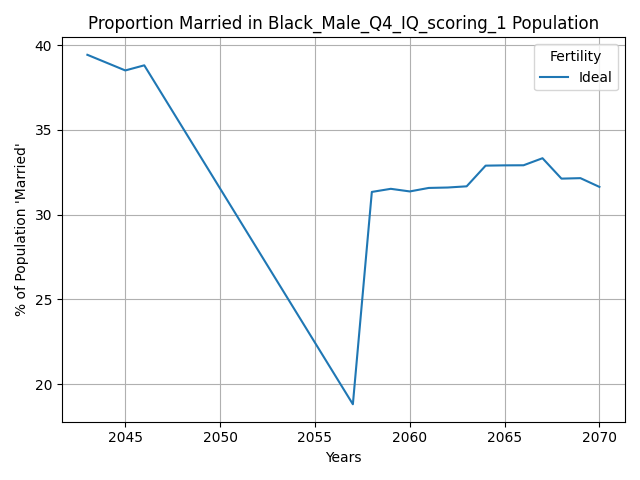 Proportion Married in Black_Male_Q4_IQ_scoring_1 Population
40
35
30
25
20
% of Population 'Married'
Fertility
Ideal
2045 2050 2055 2060 2065 2070
Years